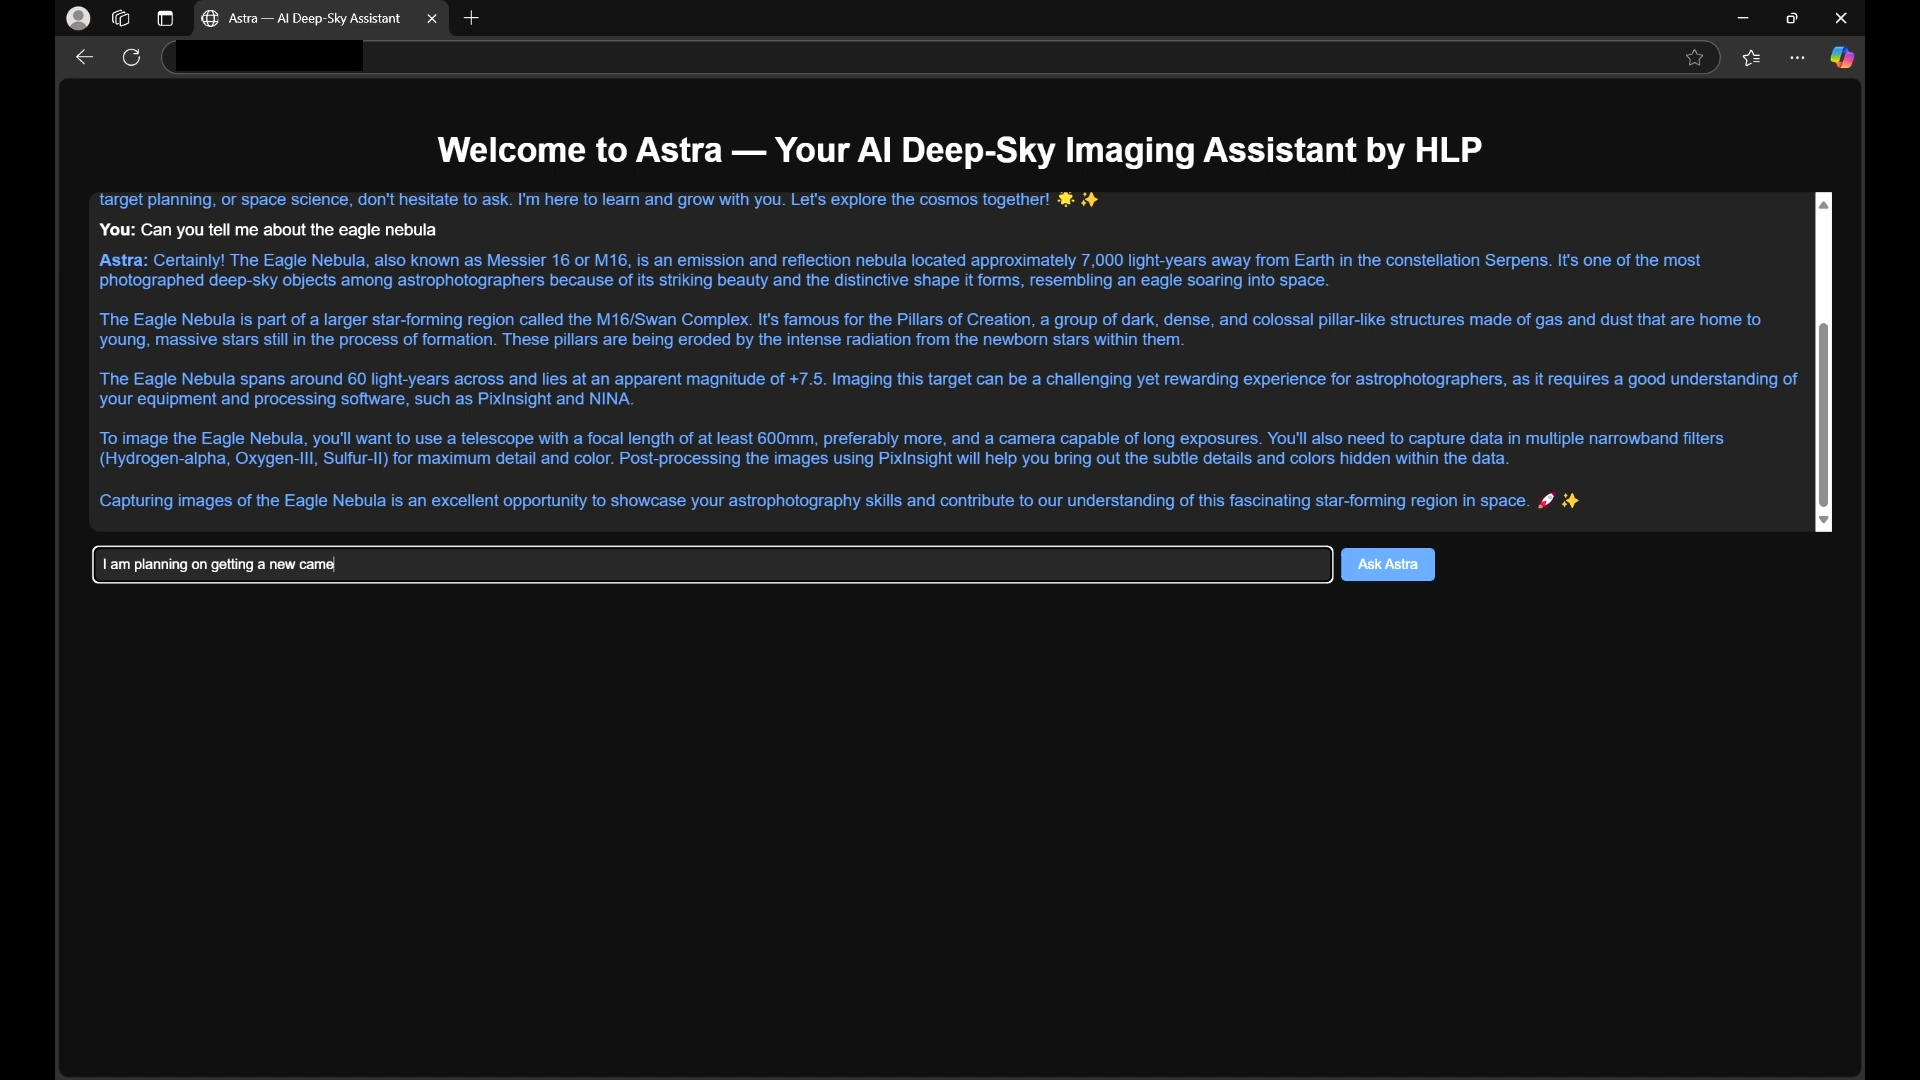 Astra — AI Deep-Sky Assistant
Welcome to Astra — Your AI Deep-Sky Imaging Assistant by HLP
target planning, or space science, don't hesitate to ask. I'm here to learn and grow with you. Let's explore the cosmos together! 🌟 ✨
You: Can you tell me about the eagle nebula
Astra: Certainly! The Eagle Nebula, also known as Messier 16 or M16, is an emission and reflection nebula located approximately 7,000 light-years away from Earth in the constellation Serpens. It's one of the most
photographed deep-sky objects among astrophotographers because of its striking beauty and the distinctive shape it forms, resembling an eagle soaring into space.
The Eagle Nebula is part of a larger star-forming region called the M16/Swan Complex. It's famous for the Pillars of Creation, a group of dark, dense, and colossal pillar-like structures made of gas and dust that are home to
young, massive stars still in the process of formation. These pillars are being eroded by the intense radiation from the newborn stars within them.
The Eagle Nebula spans around 60 light-years across and lies at an apparent magnitude of +7.5. Imaging this target can be a challenging yet rewarding experience for astrophotographers, as it requires a good understanding of
your equipment and processing software, such as PixInsight and NINA.
To image the Eagle Nebula, you'll want to use a telescope with a focal length of at least 600mm, preferably more, and a camera capable of long exposures. You'll also need to capture data in multiple narrowband filters
(Hydrogen-alpha, Oxygen-III, Sulfur-II) for maximum detail and color. Post-processing the images using PixInsight will help you bring out the subtle details and colors hidden within the data.
Capturing images of the Eagle Nebula is an excellent opportunity to showcase your astrophotography skills and contribute to our understanding of this fascinating star-forming region in space. 🚀 ✨
I am planning on getting a new came
Ask Astra